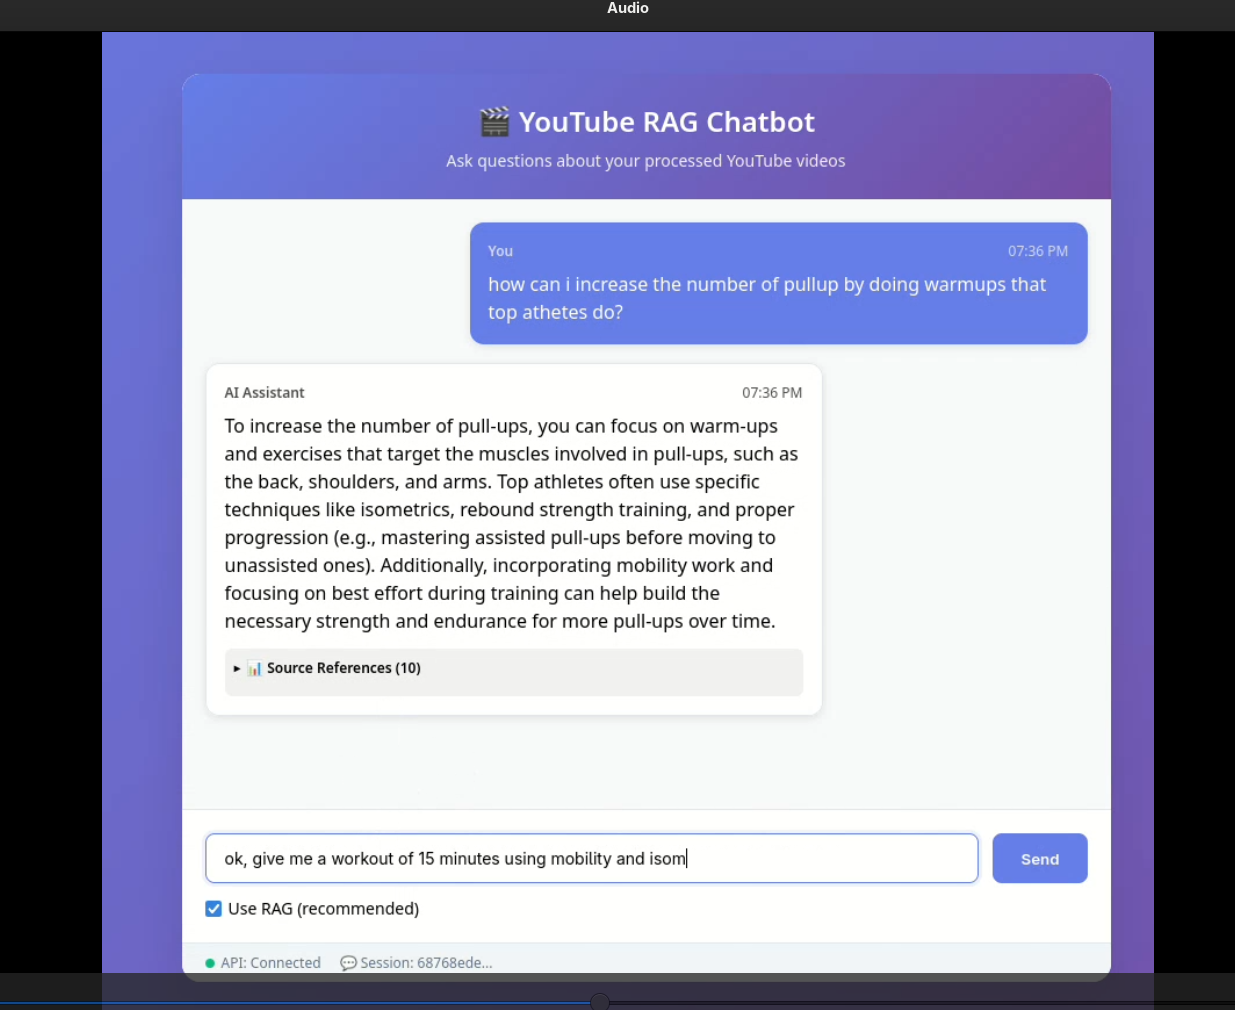 Audio
🎬 YouTube RAG Chatbot
Ask questions about your processed YouTube videos
You 07:36 PM
how can i increase the number of pullup by doing warmups that
top athetes do?
AI Assistant 07:36 PM
To increase the number of pull-ups, you can focus on warm-ups
and exercises that target the muscles involved in pull-ups, such as
the back, shoulders, and arms. Top athletes often use specific
techniques like isometrics, rebound strength training, and proper
progression (e.g., mastering assisted pull-ups before moving to
unassisted ones). Additionally, incorporating mobility work and
focusing on best effort during training can help build the
necessary strength and endurance for more pull-ups over time.
▸ 📊 Source References (10)
ok, give me a workout of 15 minutes using mobility and isom
Send
Use RAG (recommended)
API: Connected 💬 Session: 68768ede...